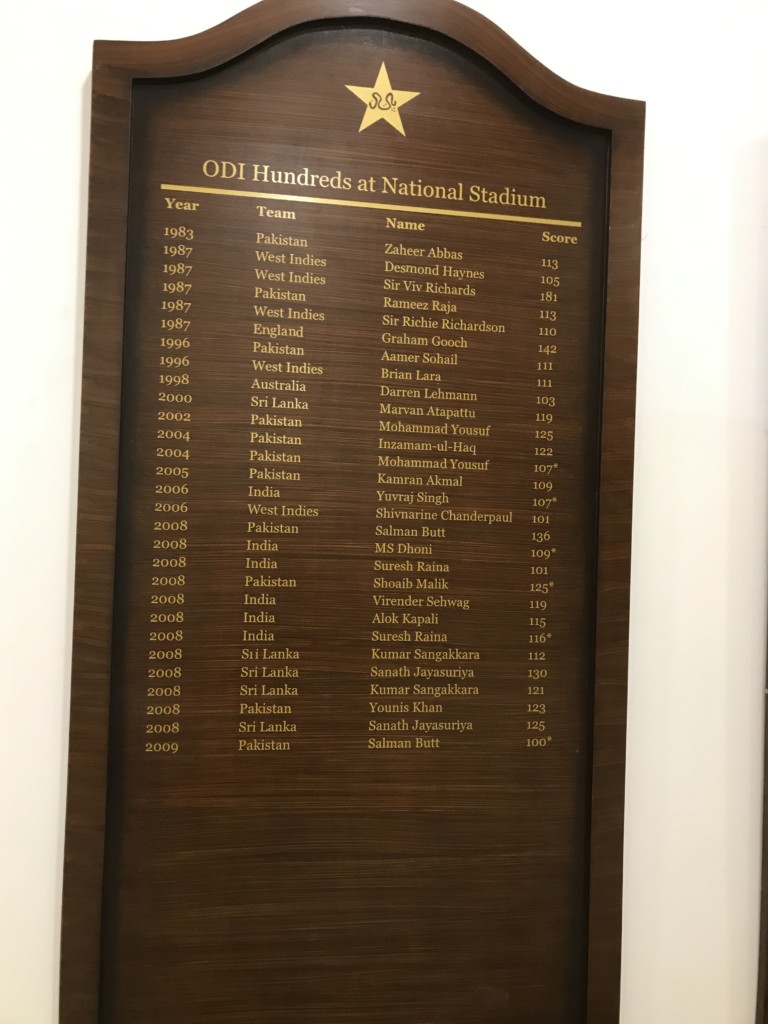 ODI Hundreds at National Stadium
Year Team Name Score
1983 Pakistan Zaheer Abbas 113
1987 West Indies Desmond Haynes 105
1987 West Indies Sir Viv Richards 181
1987 Pakistan Rameez Raja 113
1987 West Indies Sir Richie Richardson 110
1987 England Graham Gooch 142
1996 Pakistan Aamer Sohail 111
1996 West Indies Brian Lara 111
1998 Australia Darren Lehmann 103
2000 Sri Lanka Marvan Atapattu 119
2002 Pakistan Mohammad Yousuf 125
2004 Pakistan Inzamam-ul-Haq 122
2004 Pakistan Mohammad Yousuf 107*
2005 Pakistan Kamran Akmal 109
2006 India Yuvraj Singh 107*
2006 West Indies Shivnarine Chanderpaul 101
2008 Pakistan Salman Butt 136
2008 India MS Dhoni 109*
2008 India Suresh Raina 101
2008 Pakistan Shoaib Malik 125*
2008 India Virender Sehwag 119
2008 India Alok Kapali 115
2008 India Suresh Raina 116*
2008 Sri Lanka Kumar Sangakkara 112
2008 Sri Lanka Sanath Jayasuriya 130
2008 Sri Lanka Kumar Sangakkara 121
2008 Pakistan Younis Khan 123
2008 Sri Lanka Sanath Jayasuriya 125
2009 Pakistan Salman Butt 100*